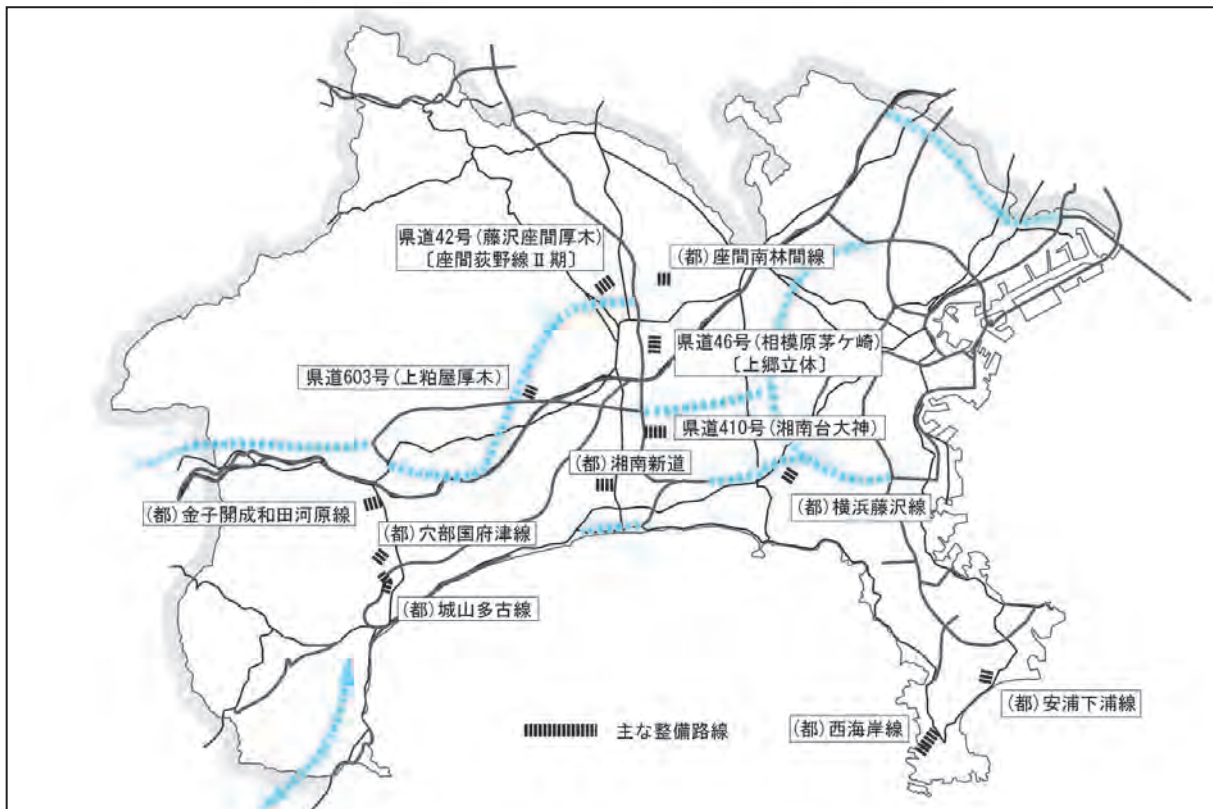 県道42号(藤沢座間厚木)
〔座間荻野線Ⅱ期〕
(都)座間南林間線
県道46号(相模原茅ケ崎)
〔上郷立体〕
県道603号(上粕屋厚木)
県道410号(湘南台大神)
(都)湘南新道
(都)金子開成和田河原線
(都)穴部国府津線
(都)横浜藤沢線
(都)城山多古線
(都)安浦下浦線
(都)西海岸線
主な整備路線